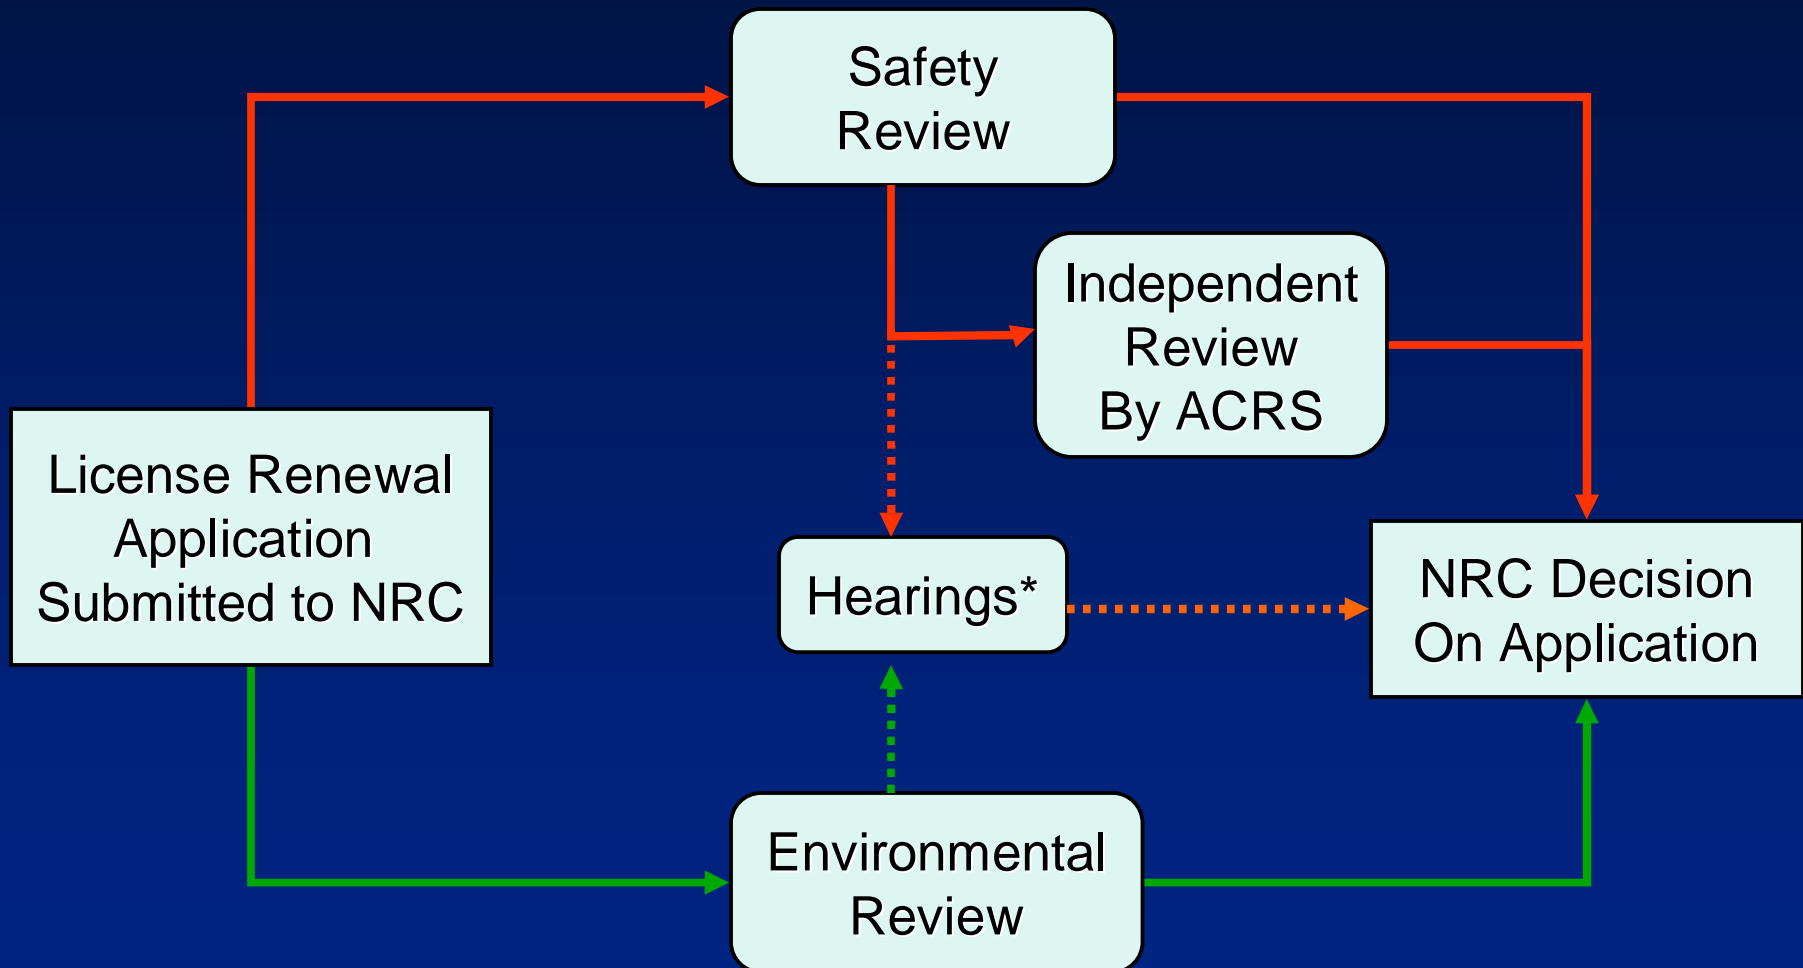 Safety
Review
Independent
Review
By ACRS
License Renewal
Application
Submitted to NRC
Hearings*
NRC Decision
On Application
Environmental
Review